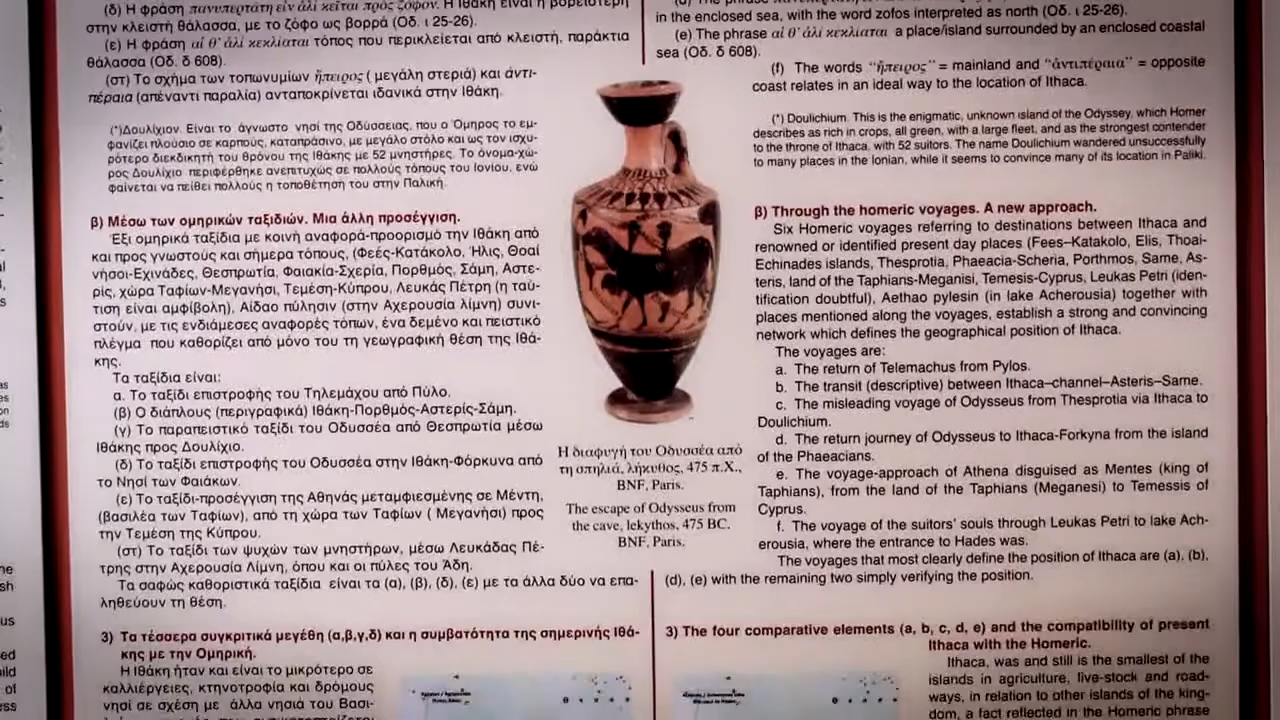 (δ) Η φράση πανυπερτάτη εἰν ἁλὶ κεῖται πρὸς ζόφον. Η Ιθάκη είναι η βορειότερη
στην κλειστή θάλασσα, με το ζόφο ως βορρά (Οδ. ι 25-26).
(ε) Η φράση αἵ θ' ἁλὶ κεκλίαται τόπος που περικλείεται από κλειστή, παράκτια
θάλασσα (Οδ. δ 608).
(στ) Το σχήμα των τοπωνυμίων ἤπειρος ( μεγάλη στεριά) και ἀντι-
πέραια (απέναντι παραλία) ανταποκρίνεται ιδανικά στην Ιθάκη.
(*)Δουλίχιον. Είναι το άγνωστο νησί της Οδύσσειας, που ο Όμηρος το εμ-
φανίζει πλούσιο σε καρπούς, καταπράσινο, με μεγάλο στόλο και ως τον ισχυ-
ρότερο διεκδικητή του θρόνου της Ιθάκης με 52 μνηστήρες. Το όνομα-χώ-
ρος Δουλίχιο περιφέρθηκε ανεπιτυχώς σε πολλούς τόπους του Ιονίου, ενώ
φαίνεται να πείθει πολλούς η τοποθέτησή του στην Παλική.
β) Μέσω των ομηρικών ταξιδιών. Μια άλλη προσέγγιση.
Έξι ομηρικά ταξίδια με κοινή αναφορά-προορισμό την Ιθάκη από
και προς γνωστούς και σήμερα τόπους, (Φεές-Κατάκολο, Ήλις, Θοαί
νήσοι-Εχινάδες, Θεσπρωτία, Φαιακία-Σχερία, Πορθμός, Σάμη, Αστε-
ρίς, χώρα Ταφίων-Μεγανήσι, Τεμέση-Κύπρου, Λευκάς Πέτρη (η ταύ-
τιση είναι αμφίβολη), Αίδαο πύλησιν (στην Αχερουσία λίμνη) συνι-
στούν, με τις ενδιάμεσες αναφορές τόπων, ένα δεμένο και πειστικό
πλέγμα που καθορίζει από μόνο του τη γεωγραφική θέση της Ιθά-
κης.
Τα ταξίδια είναι:
α. Το ταξίδι επιστροφής του Τηλεμάχου από Πύλο.
(β) Ο διάπλους (περιγραφικά) Ιθάκη-Πορθμός-Αστερίς-Σάμη.
(γ) Το παραπειστικό ταξίδι του Οδυσσέα από Θεσπρωτία μέσω
Ιθάκης προς Δουλίχιο.
(δ) Το ταξίδι επιστροφής του Οδυσσέα στην Ιθάκη-Φόρκυνα από
το Νησί των Φαιάκων.
(ε) Το ταξίδι-προσέγγιση της Αθηνάς μεταμφιεσμένης σε Μέντη,
(βασιλέα των Ταφίων), από τη χώρα των Ταφίων ( Μεγανήσι) προς
την Τεμέση της Κύπρου.
(στ) Το ταξίδι των ψυχών των μνηστήρων, μέσω Λευκάδας Πέ-
τρης στην Αχερουσία Λίμνη, όπου και οι πύλες του Άδη.
Τα σαφώς καθοριστικά ταξίδια είναι τα (α), (β), (δ), (ε) με τα άλλα δύο να επα-
ληθεύουν τη θέση.
3) Τα τέσσερα συγκριτικά μεγέθη (α,β,γ,δ) και η συμβατότητα της σημερινής Ιθά-
κης με την Ομηρική.
Η Ιθάκη ήταν και είναι το μικρότερο σε
καλλιέργειες, κτηνοτροφία και δρόμους
νησί σε σχέση με άλλα νησιά του Βασι-
Η διαφυγή του Οδυσσέα από
τη σπηλιά, λήκυθος, 475 π.Χ.,
BNF, Paris.
The escape of Odysseus from
the cave, lekythos, 475 BC.
BNF, Paris.
in the enclosed sea, with the word zofos interpreted as north (Οδ. ι 25-26).
(e) The phrase αἵ θ' ἁλὶ κεκλίαται a place/island surrounded by an enclosed coastal
sea (Οδ. δ 608).
(f) The words "ἤπειρος" = mainland and "ἀντιπέραια" = opposite
coast relates in an ideal way to the location of Ithaca.
(*) Doulichium. This is the enigmatic, unknown island of the Odyssey, which Homer
describes as rich in crops, all green, with a large fleet, and as the strongest contender
to the throne of Ithaca, with 52 suitors. The name Doulichium wandered unsuccessfully
to many places in the Ionian, while it seems to convince many of its location in Paliki.
β) Through the homeric voyages. A new approach.
Six Homeric voyages referring to destinations between Ithaca and
renowned or identified present day places (Fees–Katakolo, Elis, Thoai-
Echinades islands, Thesprotia, Phaeacia-Scheria, Porthmos, Same, As-
teris, land of the Taphians-Meganisi, Temesis-Cyprus, Leukas Petri (iden-
tification doubtful), Aethao pylesin (in lake Acherousia) together with
places mentioned along the voyages, establish a strong and convincing
network which defines the geographical position of Ithaca.
The voyages are:
a. The return of Telemachus from Pylos.
b. The transit (descriptive) between Ithaca–channel–Asteris–Same.
c. The misleading voyage of Odysseus from Thesprotia via Ithaca to
Doulichium.
d. The return journey of Odysseus to Ithaca-Forkyna from the island
of the Phaeacians.
e. The voyage-approach of Athena disguised as Mentes (king of
Taphians), from the land of the Taphians (Meganesi) to Temessis of
Cyprus.
f. The voyage of the suitors' souls through Leukas Petri to lake Ach-
erousia, where the entrance to Hades was.
The voyages that most clearly define the position of Ithaca are (a), (b),
(d), (e) with the remaining two simply verifying the position.
3) The four comparative elements (a, b, c, d, e) and the compatibility of present
Ithaca with the Homeric.
Ithaca, was and still is the smallest of the
islands in agriculture, live-stock and road-
ways, in relation to other islands of the king-
dom, a fact reflected in the Homeric phrase